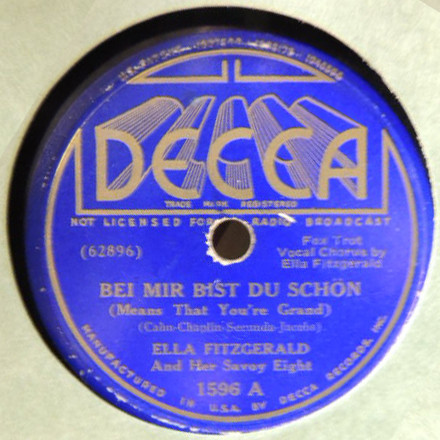 DECCA
TRADE MARK REGISTERED
NOT LICENSED FOR RADIO BROADCAST
(62896)
Fox Trot
Vocal Chorus by
Ella Fitzgerald
BEI MIR BIST DU SCHÖN
(Means That You're Grand)
(Cahn-Chaplin-Secunda-Jacobs)
ELLA FITZGERALD
And Her Savoy Eight
1596 A
MANUFACTURED IN U.S.A. BY DECCA RECORDS, INC.